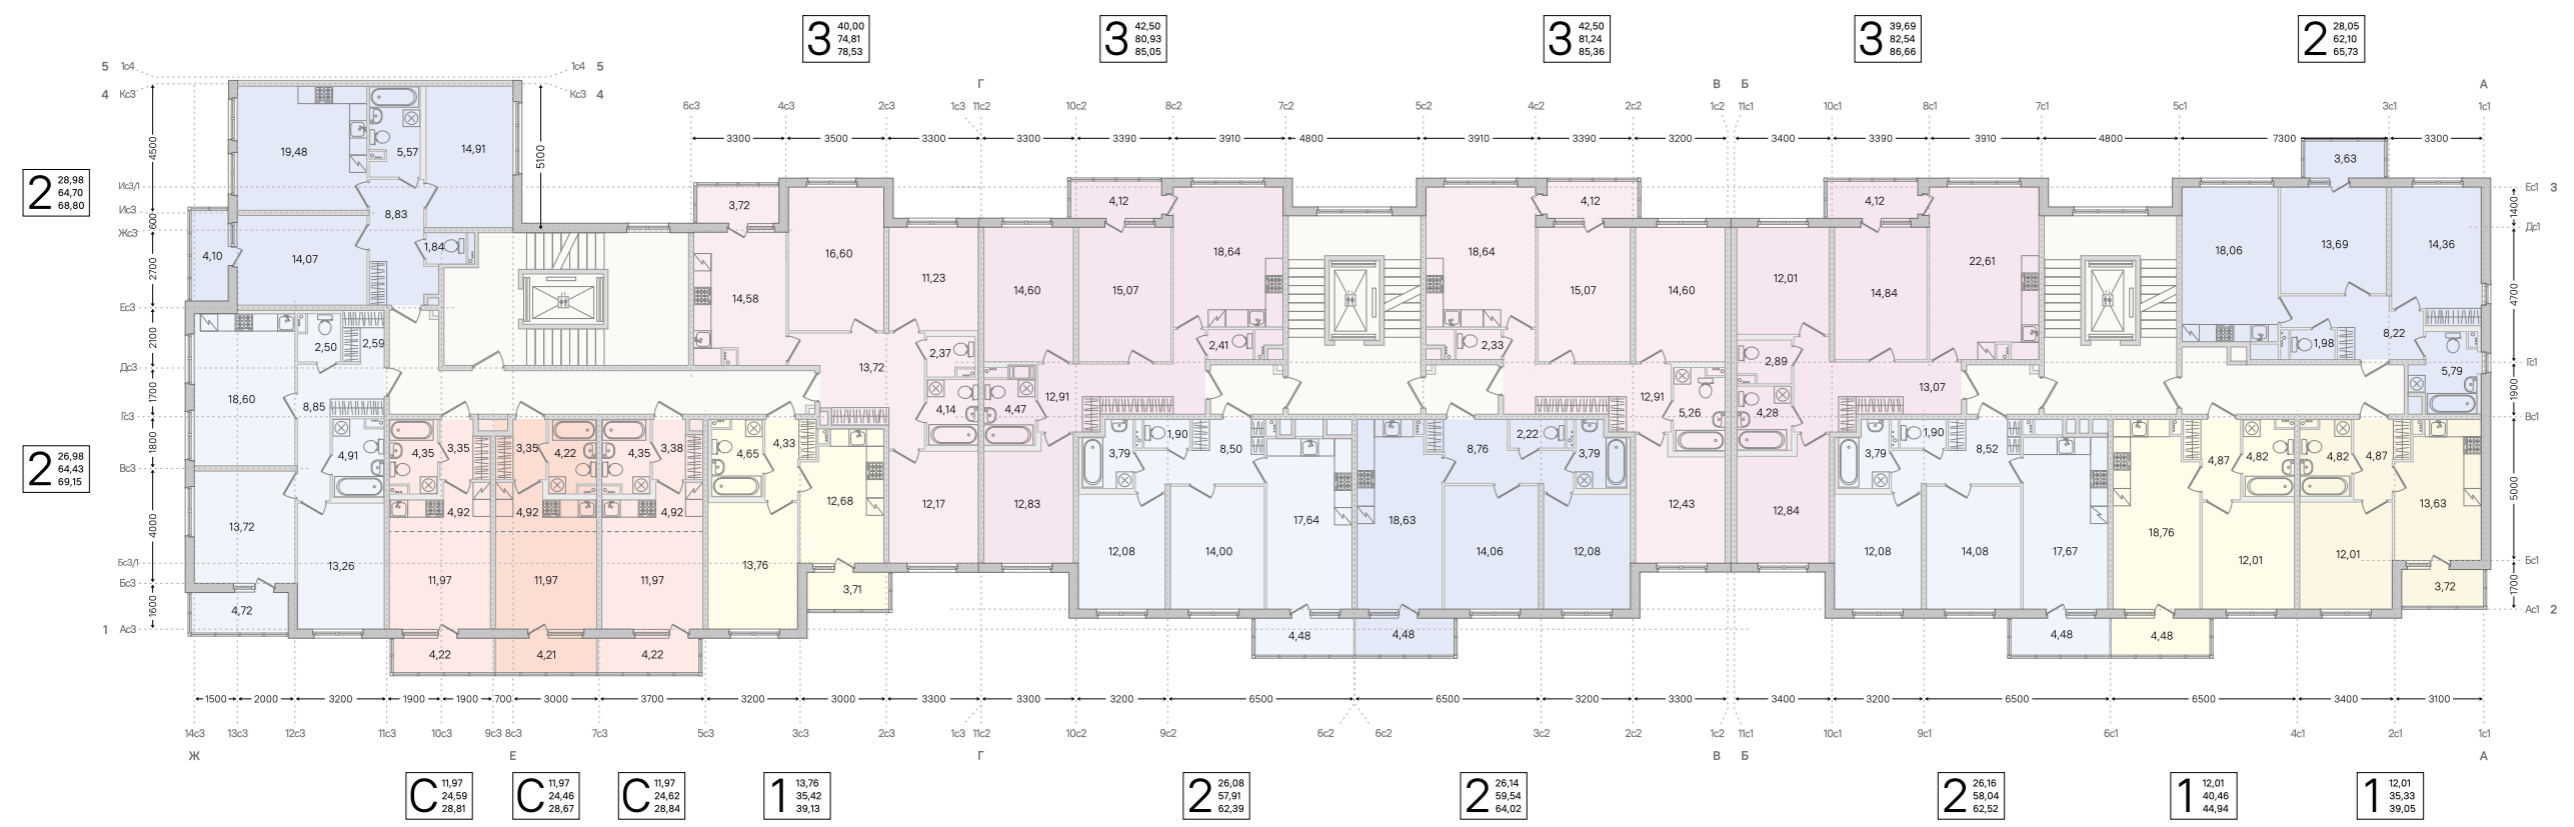 3 40,00 74,81 78,53
3 42,50 80,93 85,05
3 42,50 81,24 85,36
3 39,69 82,54 86,66
2 28,05 62,10 65,73
5 1с4 1с4 5
4 Кс3 Кс3 4
Г В Б А
6с3 4с3 2с3 1с3 11с2 10с2 8с2 7с2 5с2 4с2 2с2 1с2 11с1 10с1 8с1 7с1 5с1 3с1 1с1
3300 3500 3300 3300 3390 3910 4800 3910 3390 3200 3400 3390 3910 4800 7300 3300
4500 5100
19,48 5,57 14,91 3,63
2 28,98 64,70 68,80
Ис3/1 Ес1 3
Ис3
600 1400
3,72 4,12 4,12 4,12
8,83
Жс3 Дс1
1,84
4,10 14,07 2700
16,60 18,64 18,64 22,61 18,06 13,69 14,36
11,23
14,58 14,60 15,07 15,07 14,60 12,01 14,84
4700
Ес3
2100
2,50 2,59 2,37 2,41 2,33 2,89 1,98 8,22
Дс3 Гс1
13,72 5,79
1700 1900
18,60 8,85 4,14 4,47 12,91 12,91 5,26 4,28 13,07
Гс3 Вс1
1800
4,91 4,35 3,35 3,35 4,22 4,35 3,38 4,65 4,33 3,79 1,90 8,50 8,76 2,22 3,79 3,79 1,90 8,52 4,87 4,82 4,82 4,87
2 26,98 64,43 69,15
Вс3
5000
4,92 4,92 4,92 12,68 12,17 12,83 17,64 18,63 12,43 12,84 18,76 13,63
13,72 4000
13,26 13,76 12,08 14,00 14,06 12,08 12,08 14,08 17,67 12,01 12,01
Бс3/1 Бс1
11,97 11,97 11,97
Бс3
3,71 3,72
1600 1700
4,72
Ас1 2
1 Ас3
4,48 4,48 4,48 4,48
4,22 4,21 4,22
1500 2000 3200 1900 1900 700 3000 3700 3200 3000 3300 3300 3200 6500 6500 3200 3300 3400 3200 6500 6500 3400 3100
14с3 13с3 12с3 11с3 10с3 9с3 8с3 7с3 5с3 3с3 2с3 1с3 11с2 10с2 9с2 6с2 6с2 3с2 2с2 1с2 11с1 10с1 9с1 6с1 4с1 2с1 1с1
Ж Е Г В Б А
С 11,97 24,59 28,81
С 11,97 24,46 28,67
С 11,97 24,62 28,84
1 13,76 35,42 39,13
2 26,08 57,91 62,39
2 26,14 59,54 64,02
2 26,16 58,04 62,52
1 12,01 40,46 44,94
1 12,01 35,33 39,05